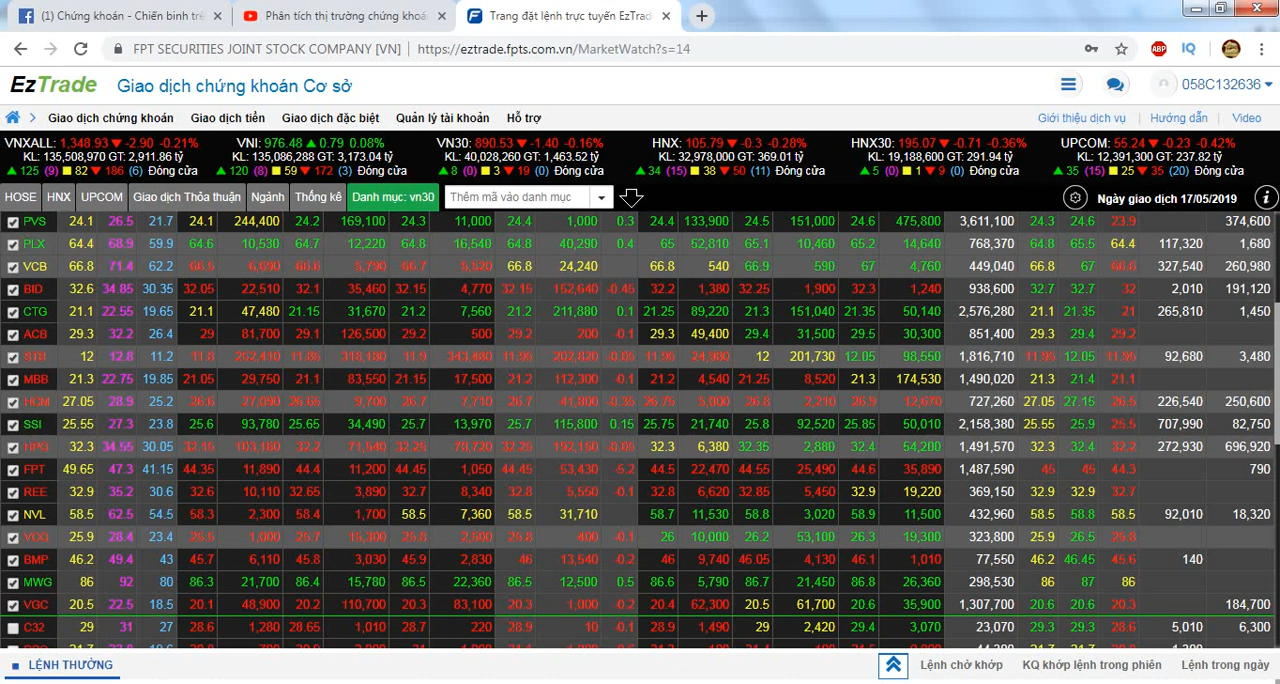 (1) Chứng khoán - Chiến binh trê
Phân tích thị trường chứng khoá
Trang đặt lệnh trực tuyến EzTrad
FPT SECURITIES JOINT STOCK COMPANY [VN] | https://eztrade.fpts.com.vn/MarketWatch?s=14
ABP IQ
EzTrade Giao dịch chứng khoán Cơ sở 058C132636
Giao dịch chứng khoán Giao dịch tiền Giao dịch đặc biệt Quản lý tài khoản Hỗ trợ Giới thiệu dịch vụ | Hướng dẫn | Video
VNXALL: 1,348.93 ▼ -2.90 -0.21% VNI: 976.48 ▲ 0.79 0.08% VN30: 890.53 ▼ -1.40 -0.16% HNX: 105.79 ▼ -0.3 -0.28% HNX30: 195.07 ▼ -0.71 -0.36% UPCOM: 55.24 ▼ -0.23 -0.42%
KL: 135,508,970 GT: 2,911.86 tỷ KL: 135,086,288 GT: 3,173.04 tỷ KL: 40,028,260 GT: 1,463.52 tỷ KL: 32,978,000 GT: 369.01 tỷ KL: 19,188,600 GT: 291.94 tỷ KL: 12,391,300 GT: 237.82 tỷ
▲ 125 (9) ■ 82 ▼ 186 (6) Đóng cửa ▲ 120 (8) ■ 59 ▼ 172 (3) Đóng cửa ▲ 8 (0) ■ 3 ▼ 19 (0) Đóng cửa ▲ 34 (15) ■ 38 ▼ 50 (11) Đóng cửa ▲ 5 (0) ■ 1 ▼ 9 (0) Đóng cửa ▲ 35 (15) ■ 25 ▼ 35 (20) Đóng cửa
HOSE HNX UPCOM Giao dịch Thỏa thuận Ngành Thống kê Danh mục: vn30 Thêm mã vào danh mục Ngày giao dịch 17/05/2019
PVS 24.1 26.5 21.7 24.1 244,400 24.2 169,100 24.3 11,000 24.4 1,000 0.3 24.4 133,900 24.5 151,000 24.6 475,800 3,611,100 24.3 24.6 23.9 374,600
PLX 64.4 68.9 59.9 64.6 10,530 64.7 12,220 64.8 16,540 64.8 40,290 0.4 65 52,810 65.1 10,460 65.2 14,640 768,370 64.8 65.5 64.4 117,320 1,680
VCB 66.8 71.4 62.2 66.5 6,690 66.6 5,790 66.7 5,520 66.8 24,240 66.8 540 66.9 590 67 4,760 449,040 66.8 67 66.6 327,540 260,980
BID 32.6 34.85 30.35 32.05 22,510 32.1 35,460 32.15 4,770 32.15 152,640 -0.45 32.2 1,380 32.25 1,900 32.3 1,240 938,600 32.7 32.7 32 2,010 191,120
CTG 21.1 22.55 19.65 21.1 47,480 21.15 31,670 21.2 7,560 21.2 211,880 0.1 21.25 89,220 21.3 151,040 21.35 50,140 2,576,280 21.1 21.35 21 265,810 1,450
ACB 29.3 32.2 26.4 29 81,700 29.1 126,500 29.2 500 29.2 200 -0.1 29.3 49,400 29.4 31,500 29.5 30,300 851,400 29.3 29.4 29.2
STB 12 12.8 11.2 11.8 252,410 11.85 318,180 11.9 343,480 11.95 202,820 -0.05 11.95 24,980 12 201,730 12.05 98,550 1,816,710 11.95 12.05 11.95 92,680 3,480
MBB 21.3 22.75 19.85 21.05 29,750 21.1 83,550 21.15 17,500 21.2 112,300 -0.1 21.2 4,540 21.25 8,520 21.3 174,530 1,490,020 21.3 21.4 21.1
HCM 27.05 28.9 25.2 26.6 27,090 26.65 9,700 26.7 7,710 26.7 41,800 -0.35 26.75 5,000 26.8 2,210 26.9 12,670 727,260 27.05 27.15 26.5 226,540 250,600
SSI 25.55 27.3 23.8 25.6 93,780 25.65 34,490 25.7 13,970 25.7 115,800 0.15 25.75 21,740 25.8 92,520 25.85 50,010 2,158,380 25.55 25.9 25.5 707,990 82,750
HPG 32.3 34.55 30.05 32.15 103,160 32.2 71,540 32.25 78,720 32.25 192,150 -0.05 32.3 6,380 32.35 2,880 32.4 54,200 1,491,570 32.3 32.4 32.2 272,930 696,920
FPT 49.65 47.3 41.15 44.35 11,890 44.4 11,200 44.45 1,050 44.45 53,430 -5.2 44.5 22,470 44.55 25,490 44.6 35,890 1,487,590 45 45 44.3 790
REE 32.9 35.2 30.6 32.6 10,110 32.65 3,890 32.7 8,340 32.8 5,550 -0.1 32.8 6,620 32.85 5,450 32.9 19,220 369,150 32.9 32.9 32.7
NVL 58.5 62.5 54.5 58.3 2,300 58.4 1,700 58.5 7,360 58.5 31,710 58.7 11,530 58.8 3,020 58.9 11,500 432,960 58.5 58.8 58.5 92,010 18,320
25.9 28.4 23.4 25.6 1,000 25.7 15,300 25.8 2,500 25.8 400 -0.1 26 10,000 26.2 53,100 26.3 19,300 323,800 25.9 26.5 25.8
BMP 46.2 49.4 43 45.7 6,110 45.8 3,030 45.9 2,830 46 13,540 -0.2 46 9,740 46.05 4,130 46.1 1,010 77,550 46.2 46.45 45.6 140
MWG 86 92 80 86.3 21,700 86.4 15,780 86.5 22,360 86.5 12,500 0.5 86.6 5,790 86.7 21,450 86.8 26,360 298,530 86 87 86
VGC 20.5 22.5 18.5 20.1 48,900 20.2 110,700 20.3 83,100 20.3 1,000 -0.2 20.4 62,300 20.5 61,700 20.6 35,900 1,307,700 20.6 20.6 20.3 184,700
C32 29 31 27 28.6 1,280 28.65 1,010 28.7 220 28.9 10 -0.1 28.9 1,490 29 2,420 29.4 3,070 23,070 29.3 29.3 28.6 5,010 6,300
LỆNH THƯỜNG Lệnh chờ khớp KQ khớp lệnh trong phiên Lệnh trong ngày